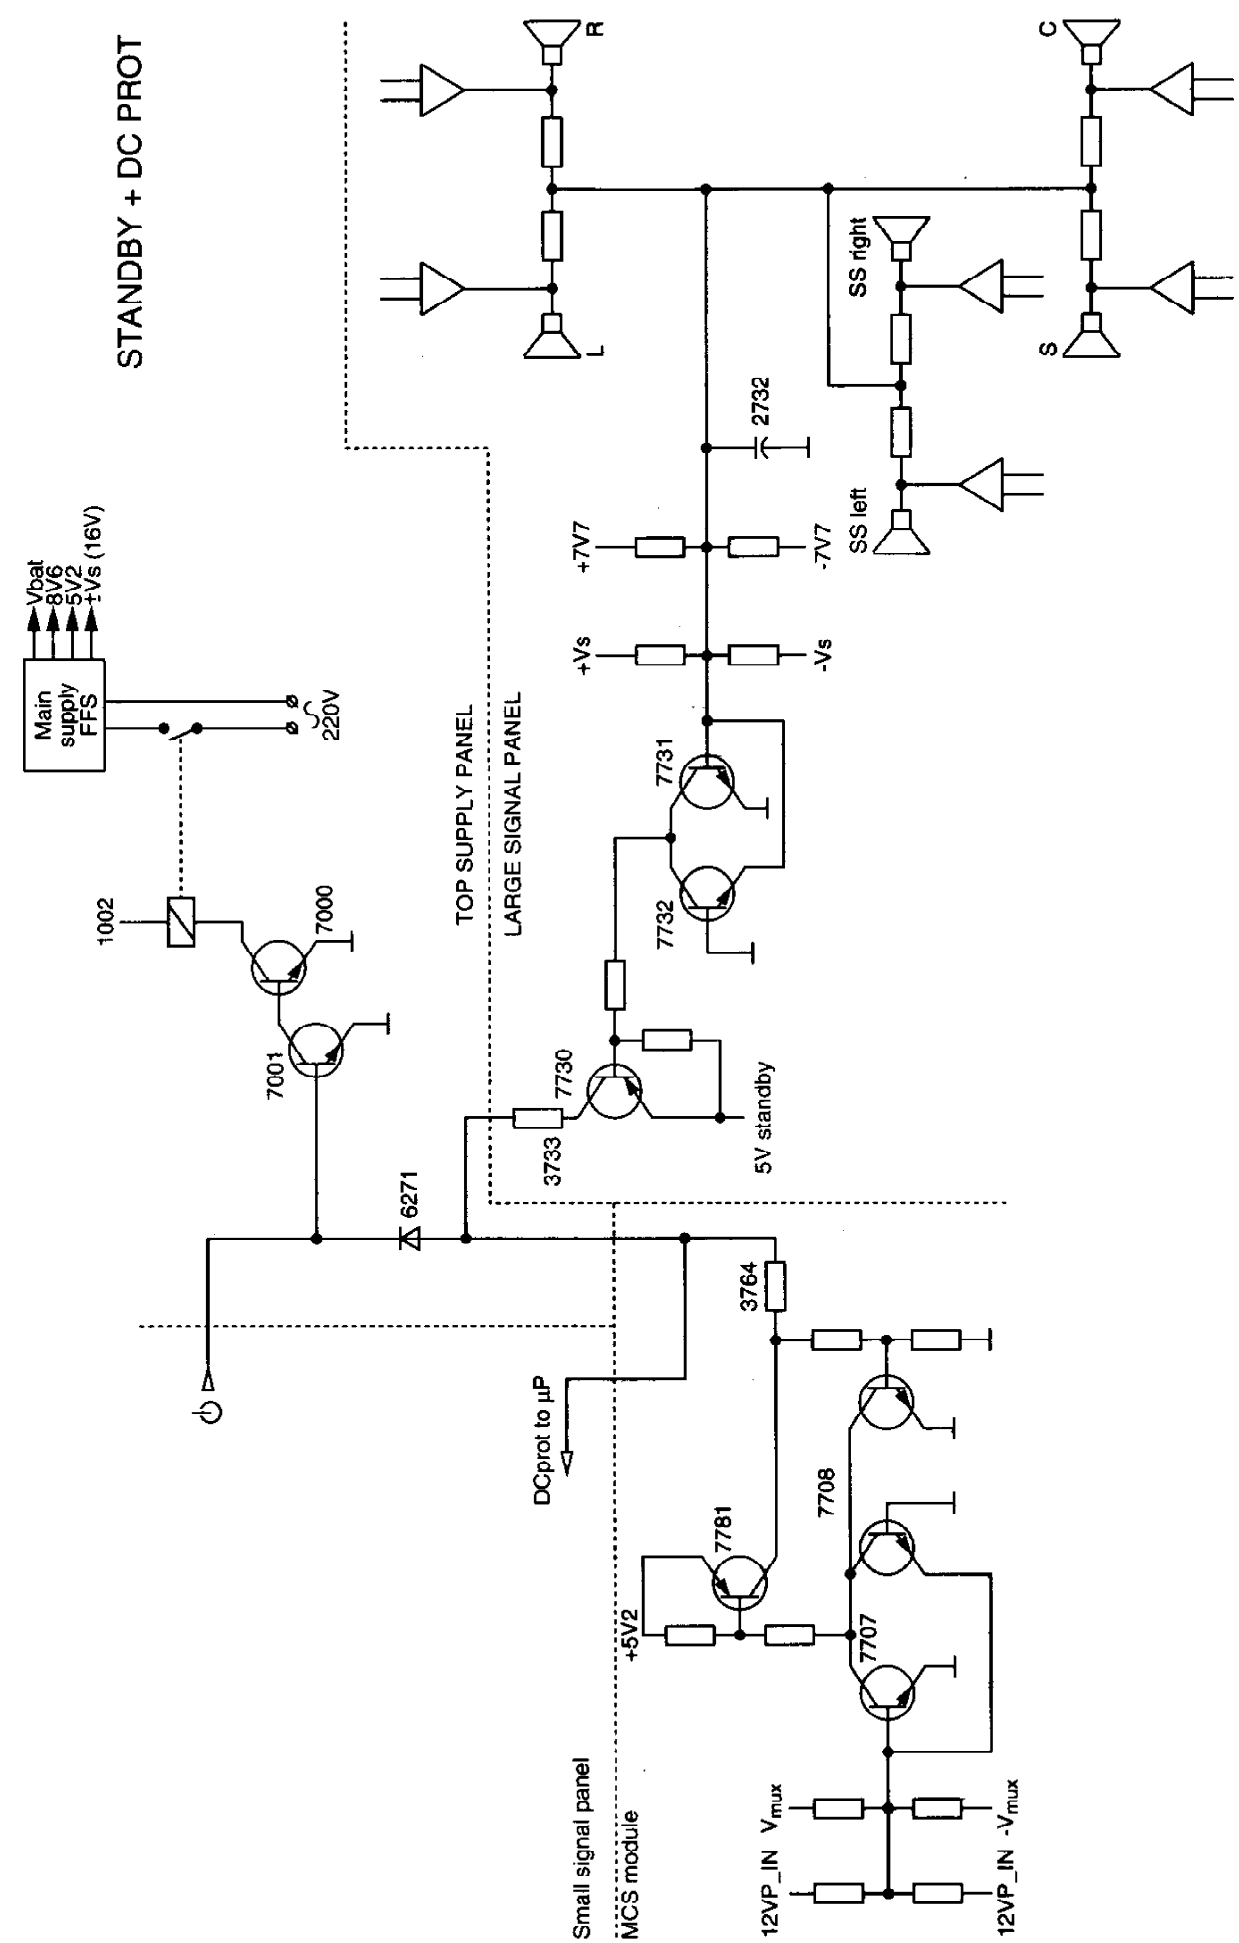 STANDBY + DC PROT
Main
supply
FFS
Vbat
8V6
5V2
+Vs (16V)
220V
1002
7000
7001
TOP SUPPLY PANEL
LARGE SIGNAL PANEL
6271
3733
7730
5V standby
7732
7731
+Vs
-Vs
+7V7
-7V7
2732
L
R
SS left
SS right
S
C
DCprot to µP
3764
Small signal panel
MCS module
+5V2
7781
7708
7707
12VP_IN
Vmux
12VP_IN
-Vmux